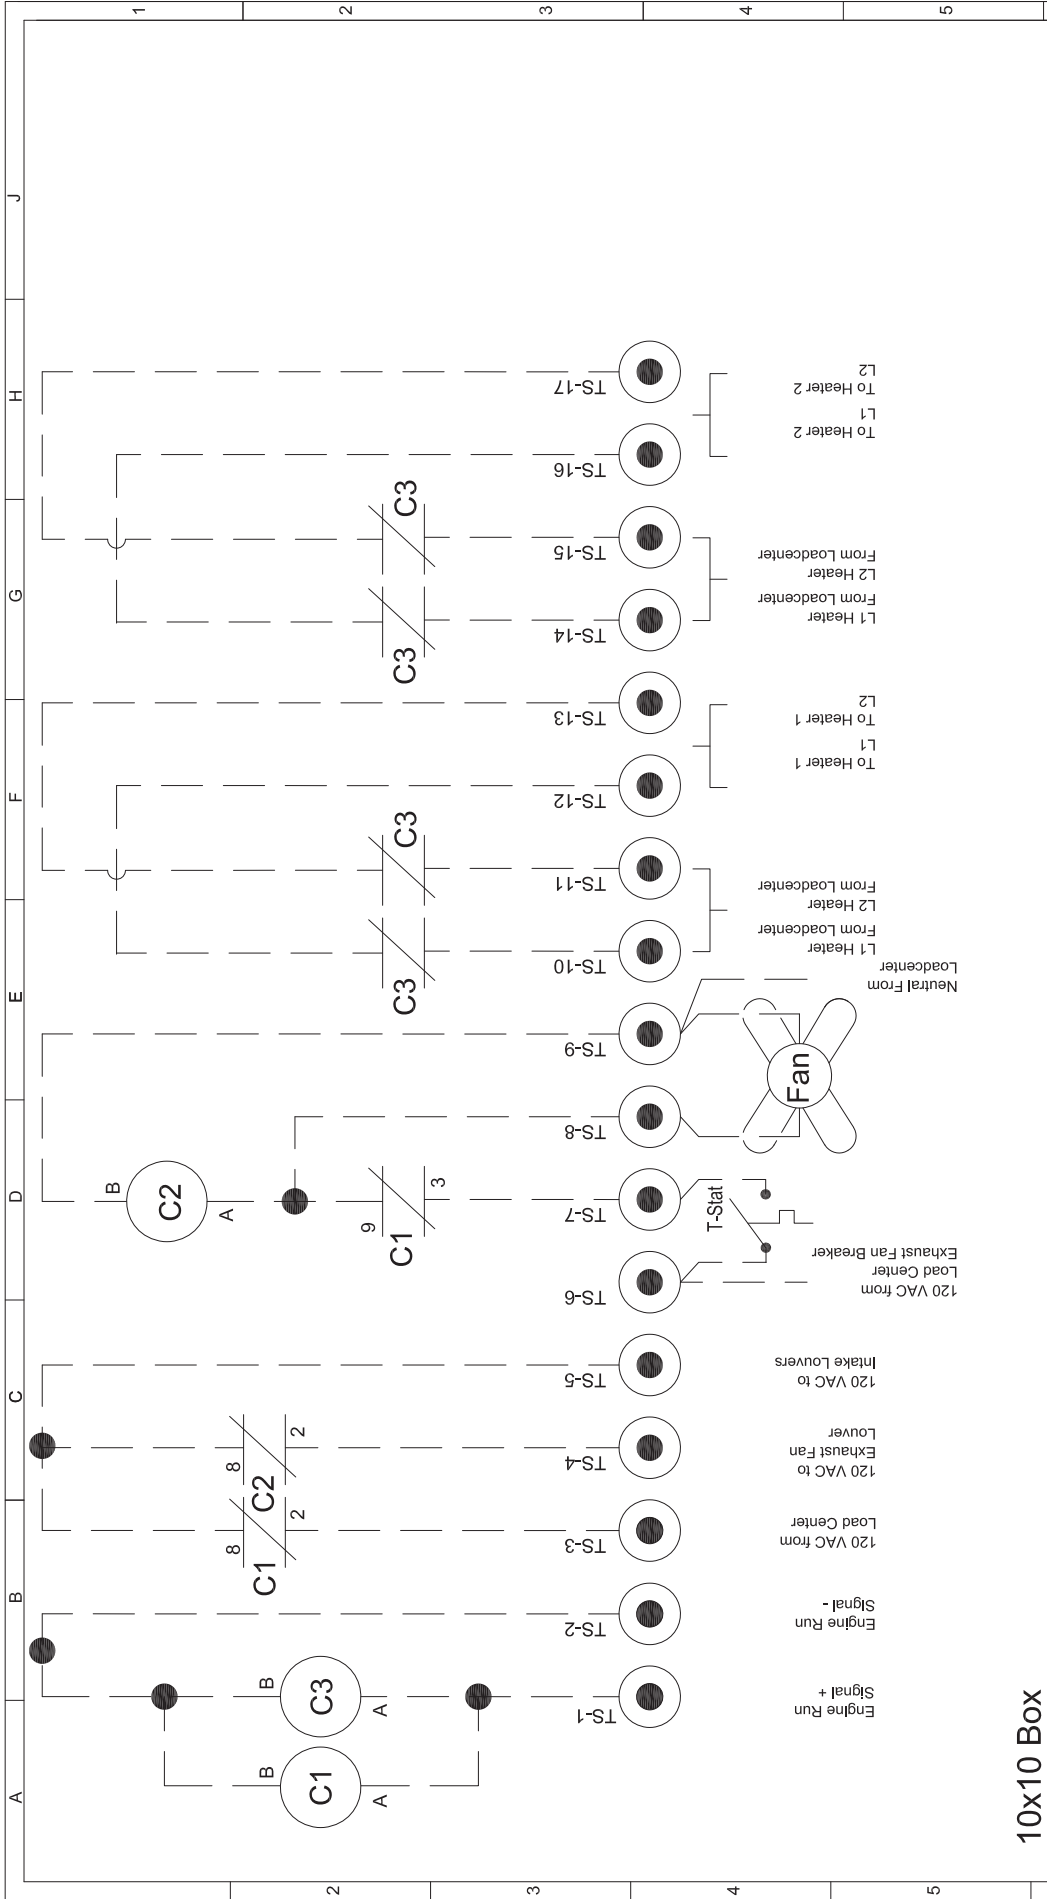 A
B
C
D
E
F
G
H
J
1
2
3
4
5
2
3
4
5
C1
B
A
C3
B
A
C1
8
2
C2
8
2
C2
B
A
C1
9
3
C3
C3
C3
C3
TS-1
TS-2
TS-3
TS-4
TS-5
TS-6
TS-7
TS-8
TS-9
TS-10
TS-11
TS-12
TS-13
TS-14
TS-15
TS-16
TS-17
T-Stat
Fan
Engine Run
Signal +
Engine Run
Signal -
120 VAC from
Load Center
120 VAC to
Exhaust Fan
Louver
120 VAC to
Intake Louvers
120 VAC from
Load Center
Exhaust Fan Breaker
Neutral From
Loadcenter
L1 Heater
From Loadcenter
L2 Heater
From Loadcenter
To Heater 1
L1
To Heater 1
L2
L1 Heater
From Loadcenter
L2 Heater
From Loadcenter
To Heater 2
L1
To Heater 2
L2
10x10 Box